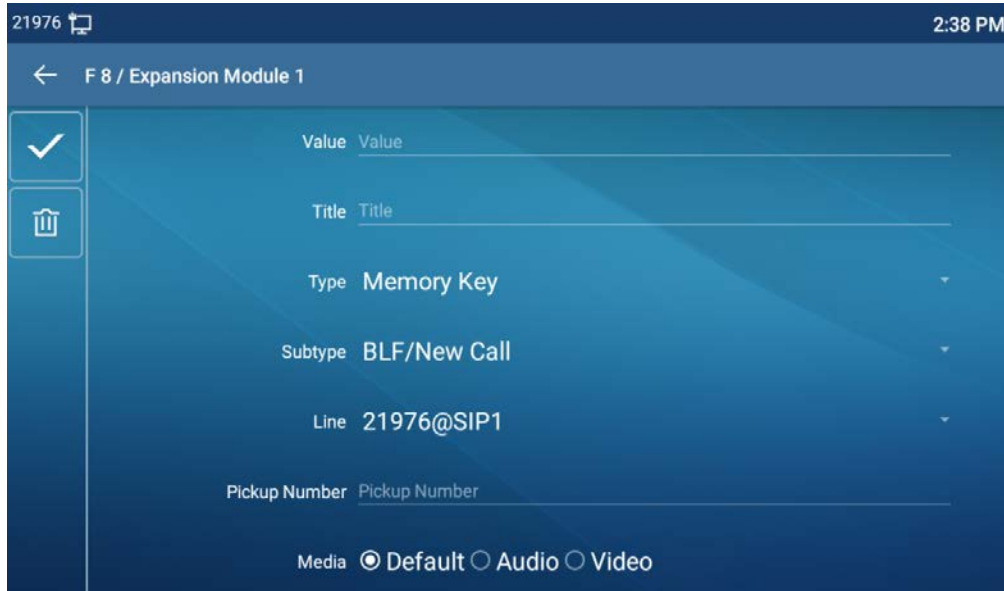 21976 2:38 PM
F 8 / Expansion Module 1
Value Value
Title Title
Type Memory Key
Subtype BLF/New Call
Line 21976@SIP1
Pickup Number Pickup Number
Media Default Audio Video